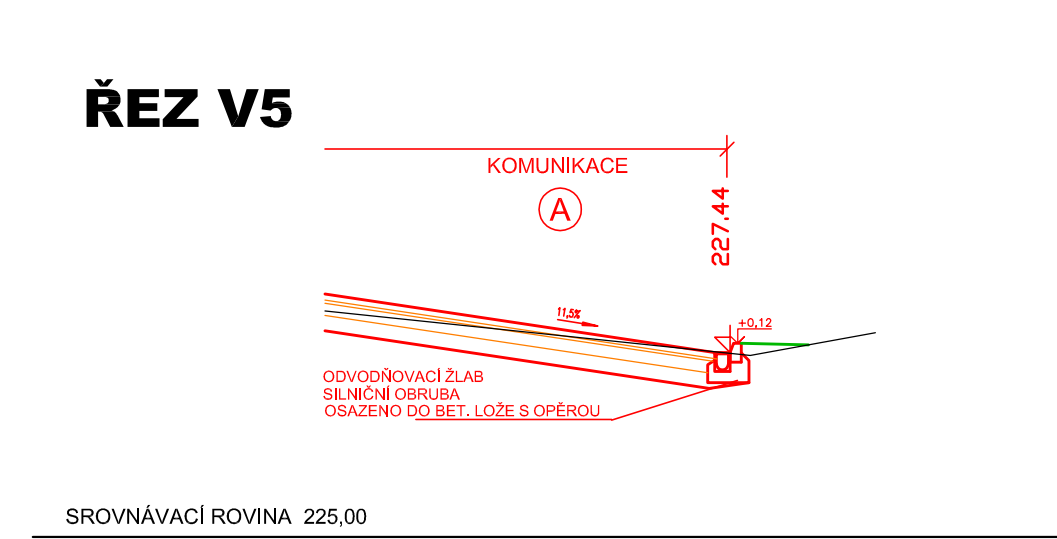 ŘEZ V5
KOMUNIKACE
A
227.44
11,5%
+0,12
ODVODŇOVACÍ ŽLAB
SILNIČNÍ OBRUBA
OSAZENO DO BET. LOŽE S OPĚROU
SROVNÁVACÍ ROVINA 225,00